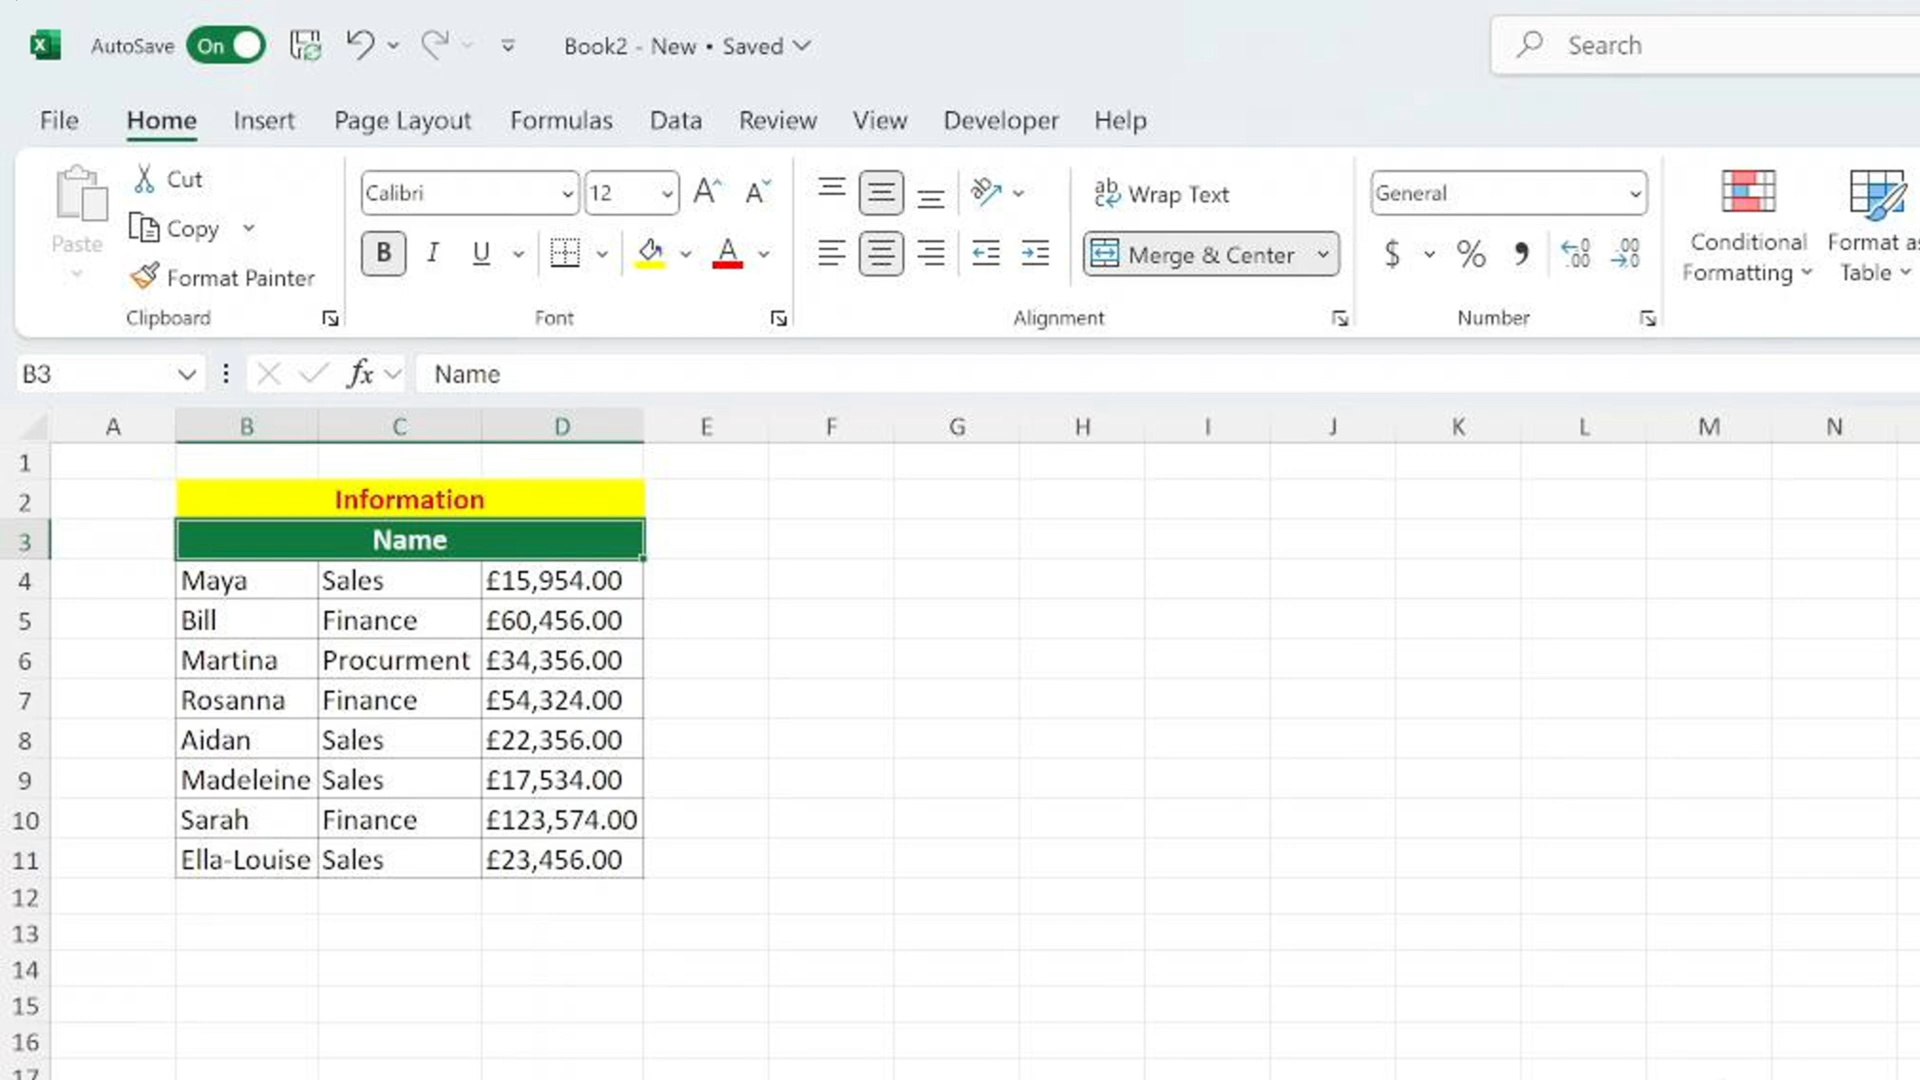 AutoSave On Book2 - New • Saved Search
File Home Insert Page Layout Formulas Data Review View Developer Help
Paste Cut Copy Format Painter
Clipboard
Calibri 12 A A
B I U A
Font
ab Wrap Text
Merge & Center
Alignment
General
$ % , .00 .00
Number
Conditional Formatting
Format as
Table
B3 fx Name
A B C D E F G H I J K L M N
1
2 Information
3 Name
4 Maya Sales £15,954.00
5 Bill Finance £60,456.00
6 Martina Procurment £34,356.00
7 Rosanna Finance £54,324.00
8 Aidan Sales £22,356.00
9 Madeleine Sales £17,534.00
10 Sarah Finance £123,574.00
11 Ella-Louise Sales £23,456.00
12
13
14
15
16
17